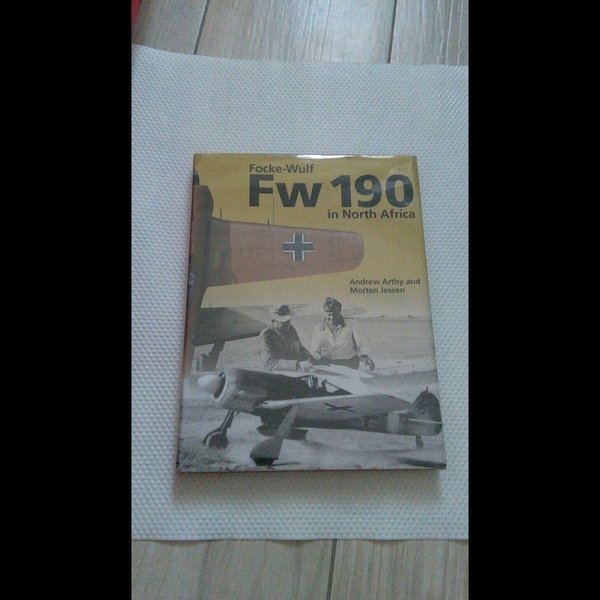 Focke-Wulf
Fw 190
in North Africa
Andrew Arthy and
Morten Jessen